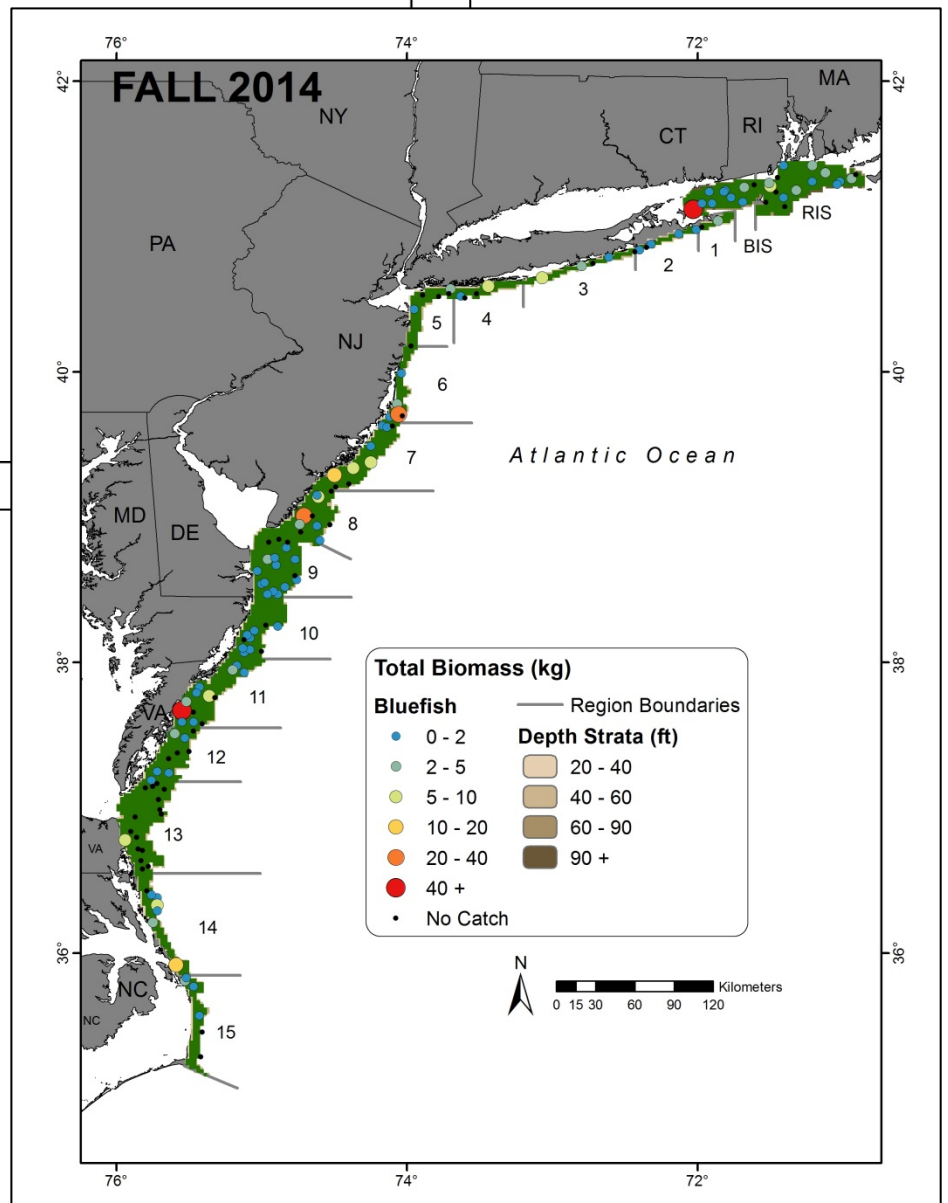 76°
74°
72°
42°
42°
FALL 2014
NY
MA
CT
RI
PA
RIS
BIS
1
2
3
4
5
NJ
40°
40°
6
Atlantic Ocean
7
MD
DE
8
9
10
38°
38°
11
VA
12
13
VA
14
36°
36°
NC
NC
15
Total Biomass (kg)
Bluefish
0 - 2
2 - 5
5 - 10
10 - 20
20 - 40
40 +
No Catch
Region Boundaries
Depth Strata (ft)
20 - 40
40 - 60
60 - 90
90 +
N
Kilometers
0 15 30 60 90 120
76°
74°
72°